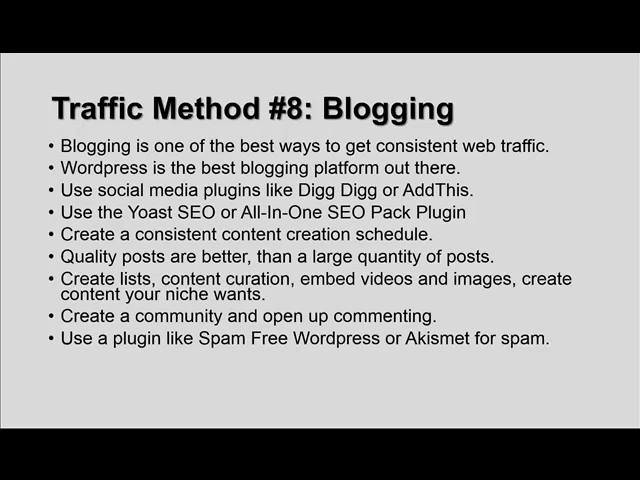 Traffic Method #8: Blogging
• Blogging is one of the best ways to get consistent web traffic.
• Wordpress is the best blogging platform out there.
• Use social media plugins like Digg Digg or AddThis.
• Use the Yoast SEO or All-In-One SEO Pack Plugin
• Create a consistent content creation schedule.
• Quality posts are better, than a large quantity of posts.
• Create lists, content curation, embed videos and images, create
content your niche wants.
• Create a community and open up commenting.
• Use a plugin like Spam Free Wordpress or Akismet for spam.